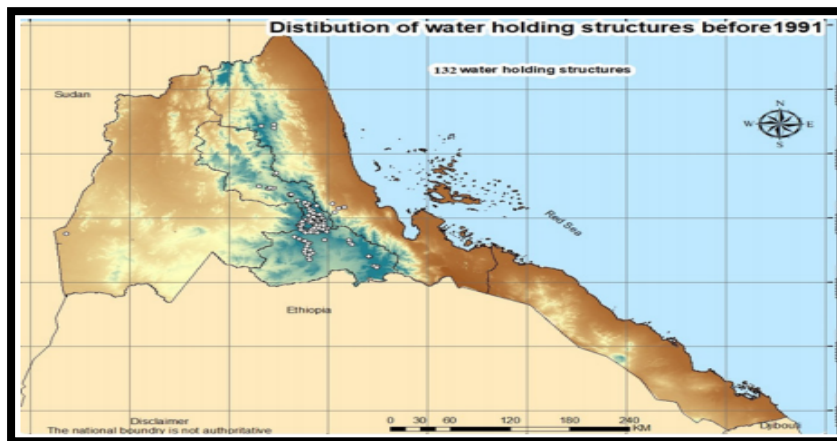 Distibution of water holding structures before1991
132 water holding structures
Sudan
N
W E
S
Red Sea
Ethiopia
Disclaimer
The national boundry is not authoritative
0 30 60 120 180 240
KM
Djibouti